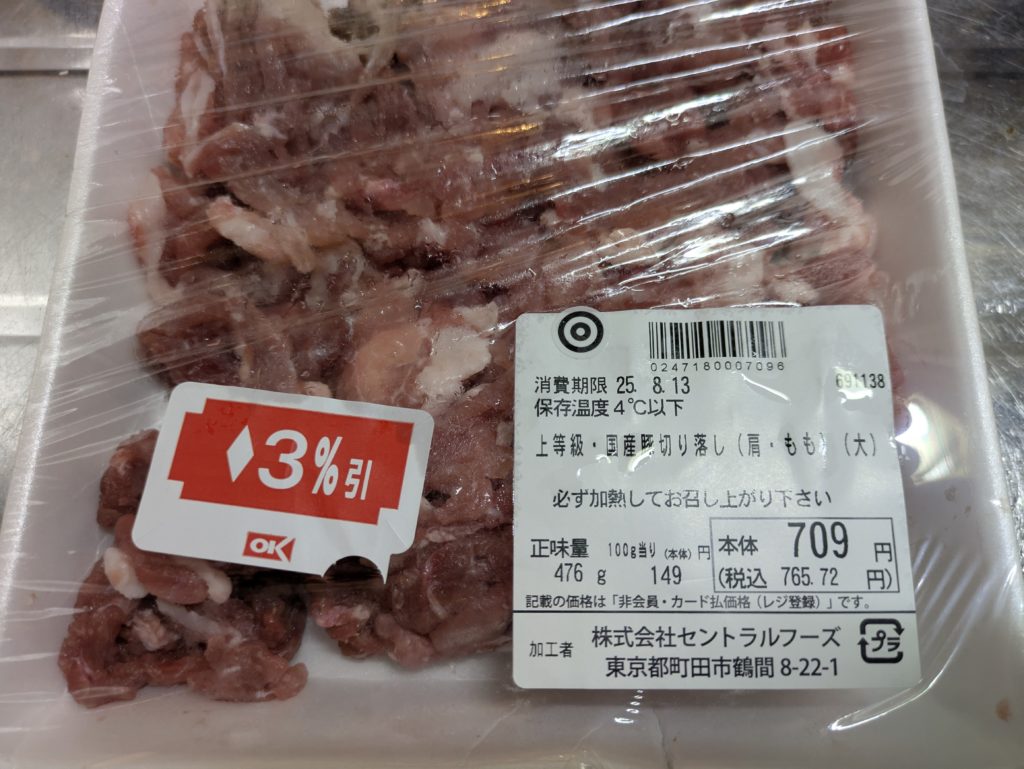 0247180007096
消費期限 25. 8.13
691138
保存温度4℃以下
上等級・国産豚切り落し(肩・もも)(大)
必ず加熱してお召し上がり下さい
正味量 100g当り(本体)円 本体 709 円
476 g 149 (税込 765.72 円)
記載の価格は「非会員・カード払価格(レジ登録)」です。
加工者 株式会社セントラルフーズ
東京都町田市鶴間 8-22-1
プラ
♦3%引
OK